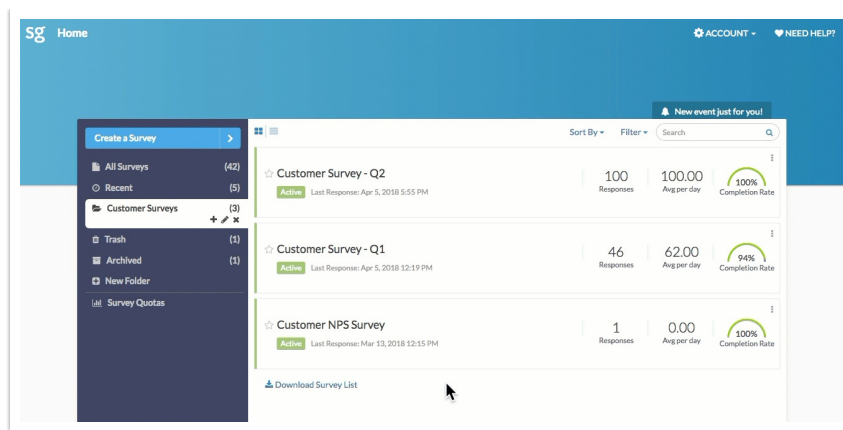 sg Home
ACCOUNT
NEED HELP?
New event just for you!
Create a Survey
All Surveys (42)
Recent (5)
Customer Surveys (3)
Trash (1)
Archived (1)
New Folder
Survey Quotas
Sort By Filter Search
Customer Survey - Q2
Active Last Response: Apr 5, 2018 5:55 PM
100 Responses
100.00 Avg per day
100% Completion Rate
Customer Survey - Q1
Active Last Response: Apr 5, 2018 12:19 PM
46 Responses
62.00 Avg per day
94% Completion Rate
Customer NPS Survey
Active Last Response: Mar 13, 2018 12:15 PM
1 Responses
0.00 Avg per day
100% Completion Rate
Download Survey List